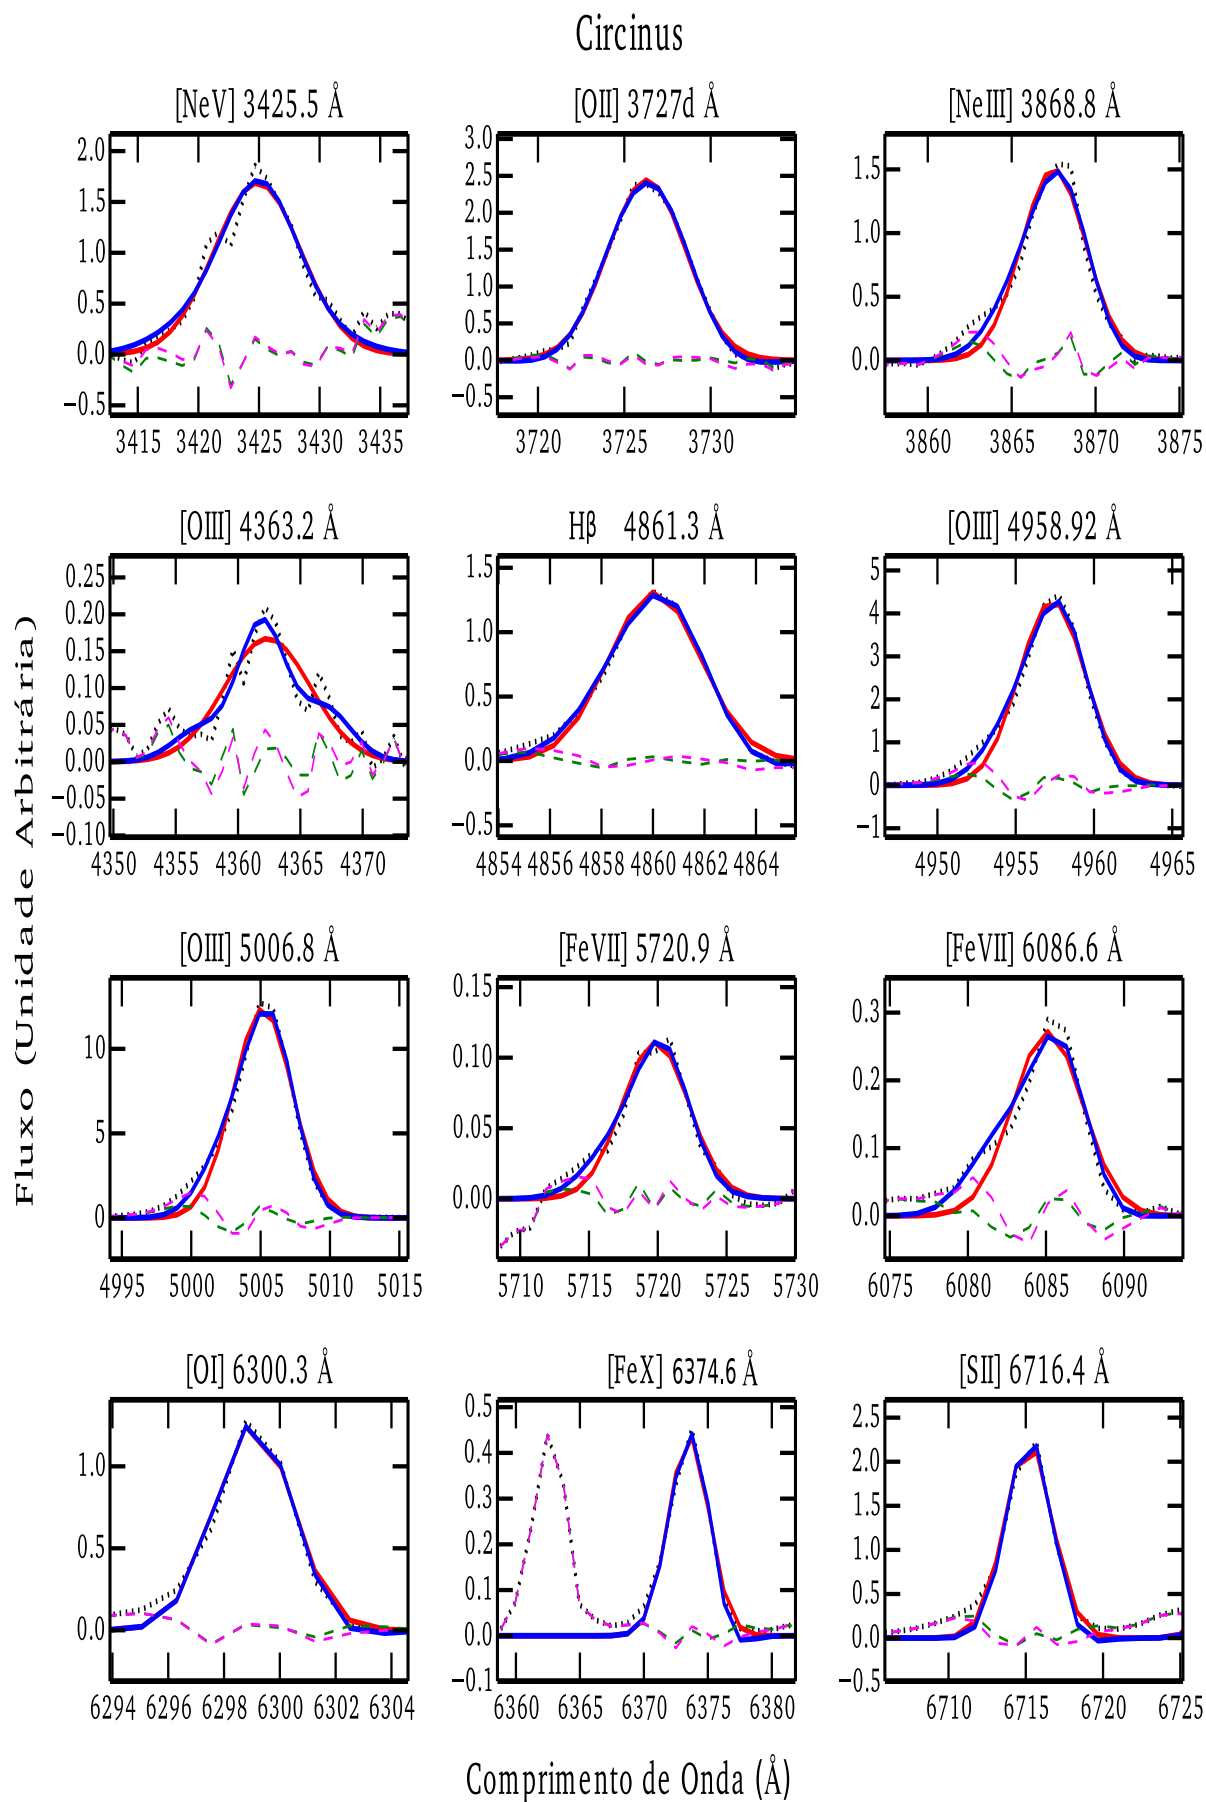 Circinus
[NeV] 3425.5 Å
[OII] 3727d Å
[NeIII] 3868.8 Å
2.0
1.5
1.0
0.5
0.0
−0.5
3415 3420 3425 3430 3435
3.0
2.5
2.0
1.5
1.0
0.5
0.0
−0.5
3720 3725 3730
1.5
1.0
0.5
0.0
3860 3865 3870 3875
[OIII] 4363.2 Å
Hβ 4861.3 Å
[OIII] 4958.92 Å
0.25
0.20
0.15
0.10
0.05
0.00
−0.05
−0.10
4350 4355 4360 4365 4370
1.5
1.0
0.5
0.0
−0.5
4854 4856 4858 4860 4862 4864
5
4
3
2
1
0
−1
4950 4955 4960 4965
Fluxo (Unidade Arbitrária)
[OIII] 5006.8 Å
[FeVII] 5720.9 Å
[FeVII] 6086.6 Å
10
5
0
4995 5000 5005 5010 5015
0.15
0.10
0.05
0.00
5710 5715 5720 5725 5730
0.3
0.2
0.1
0.0
6075 6080 6085 6090
[OI] 6300.3 Å
[FeX] 6374.6 Å
[SII] 6716.4 Å
1.0
0.5
0.0
6294 6296 6298 6300 6302 6304
0.5
0.4
0.3
0.2
0.1
0.0
−0.1
6360 6365 6370 6375 6380
2.5
2.0
1.5
1.0
0.5
0.0
−0.5
6710 6715 6720 6725
Comprimento de Onda (Å)